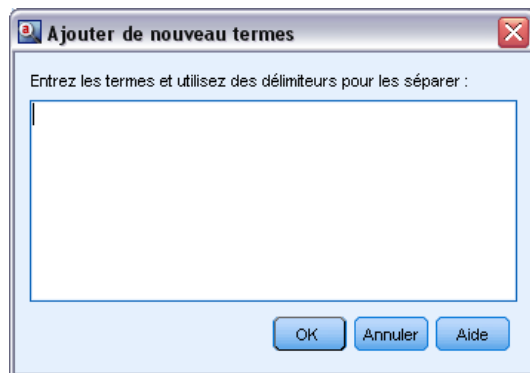 Ajouter de nouveau termes
Entrez les termes et utilisez des délimiteurs pour les séparer :
OK Annuler Aide